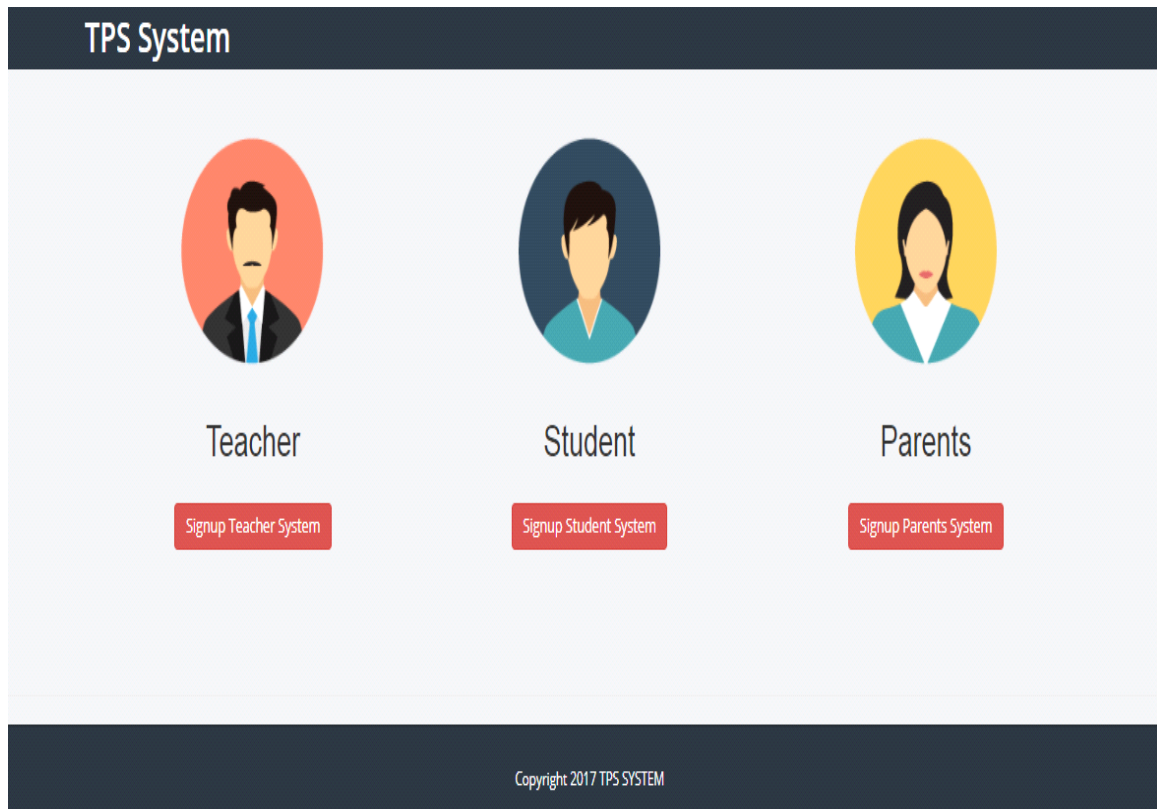 TPS System
Teacher
Student
Parents
Signup Teacher System
Signup Student System
Signup Parents System
Copyright 2017 TPS SYSTEM